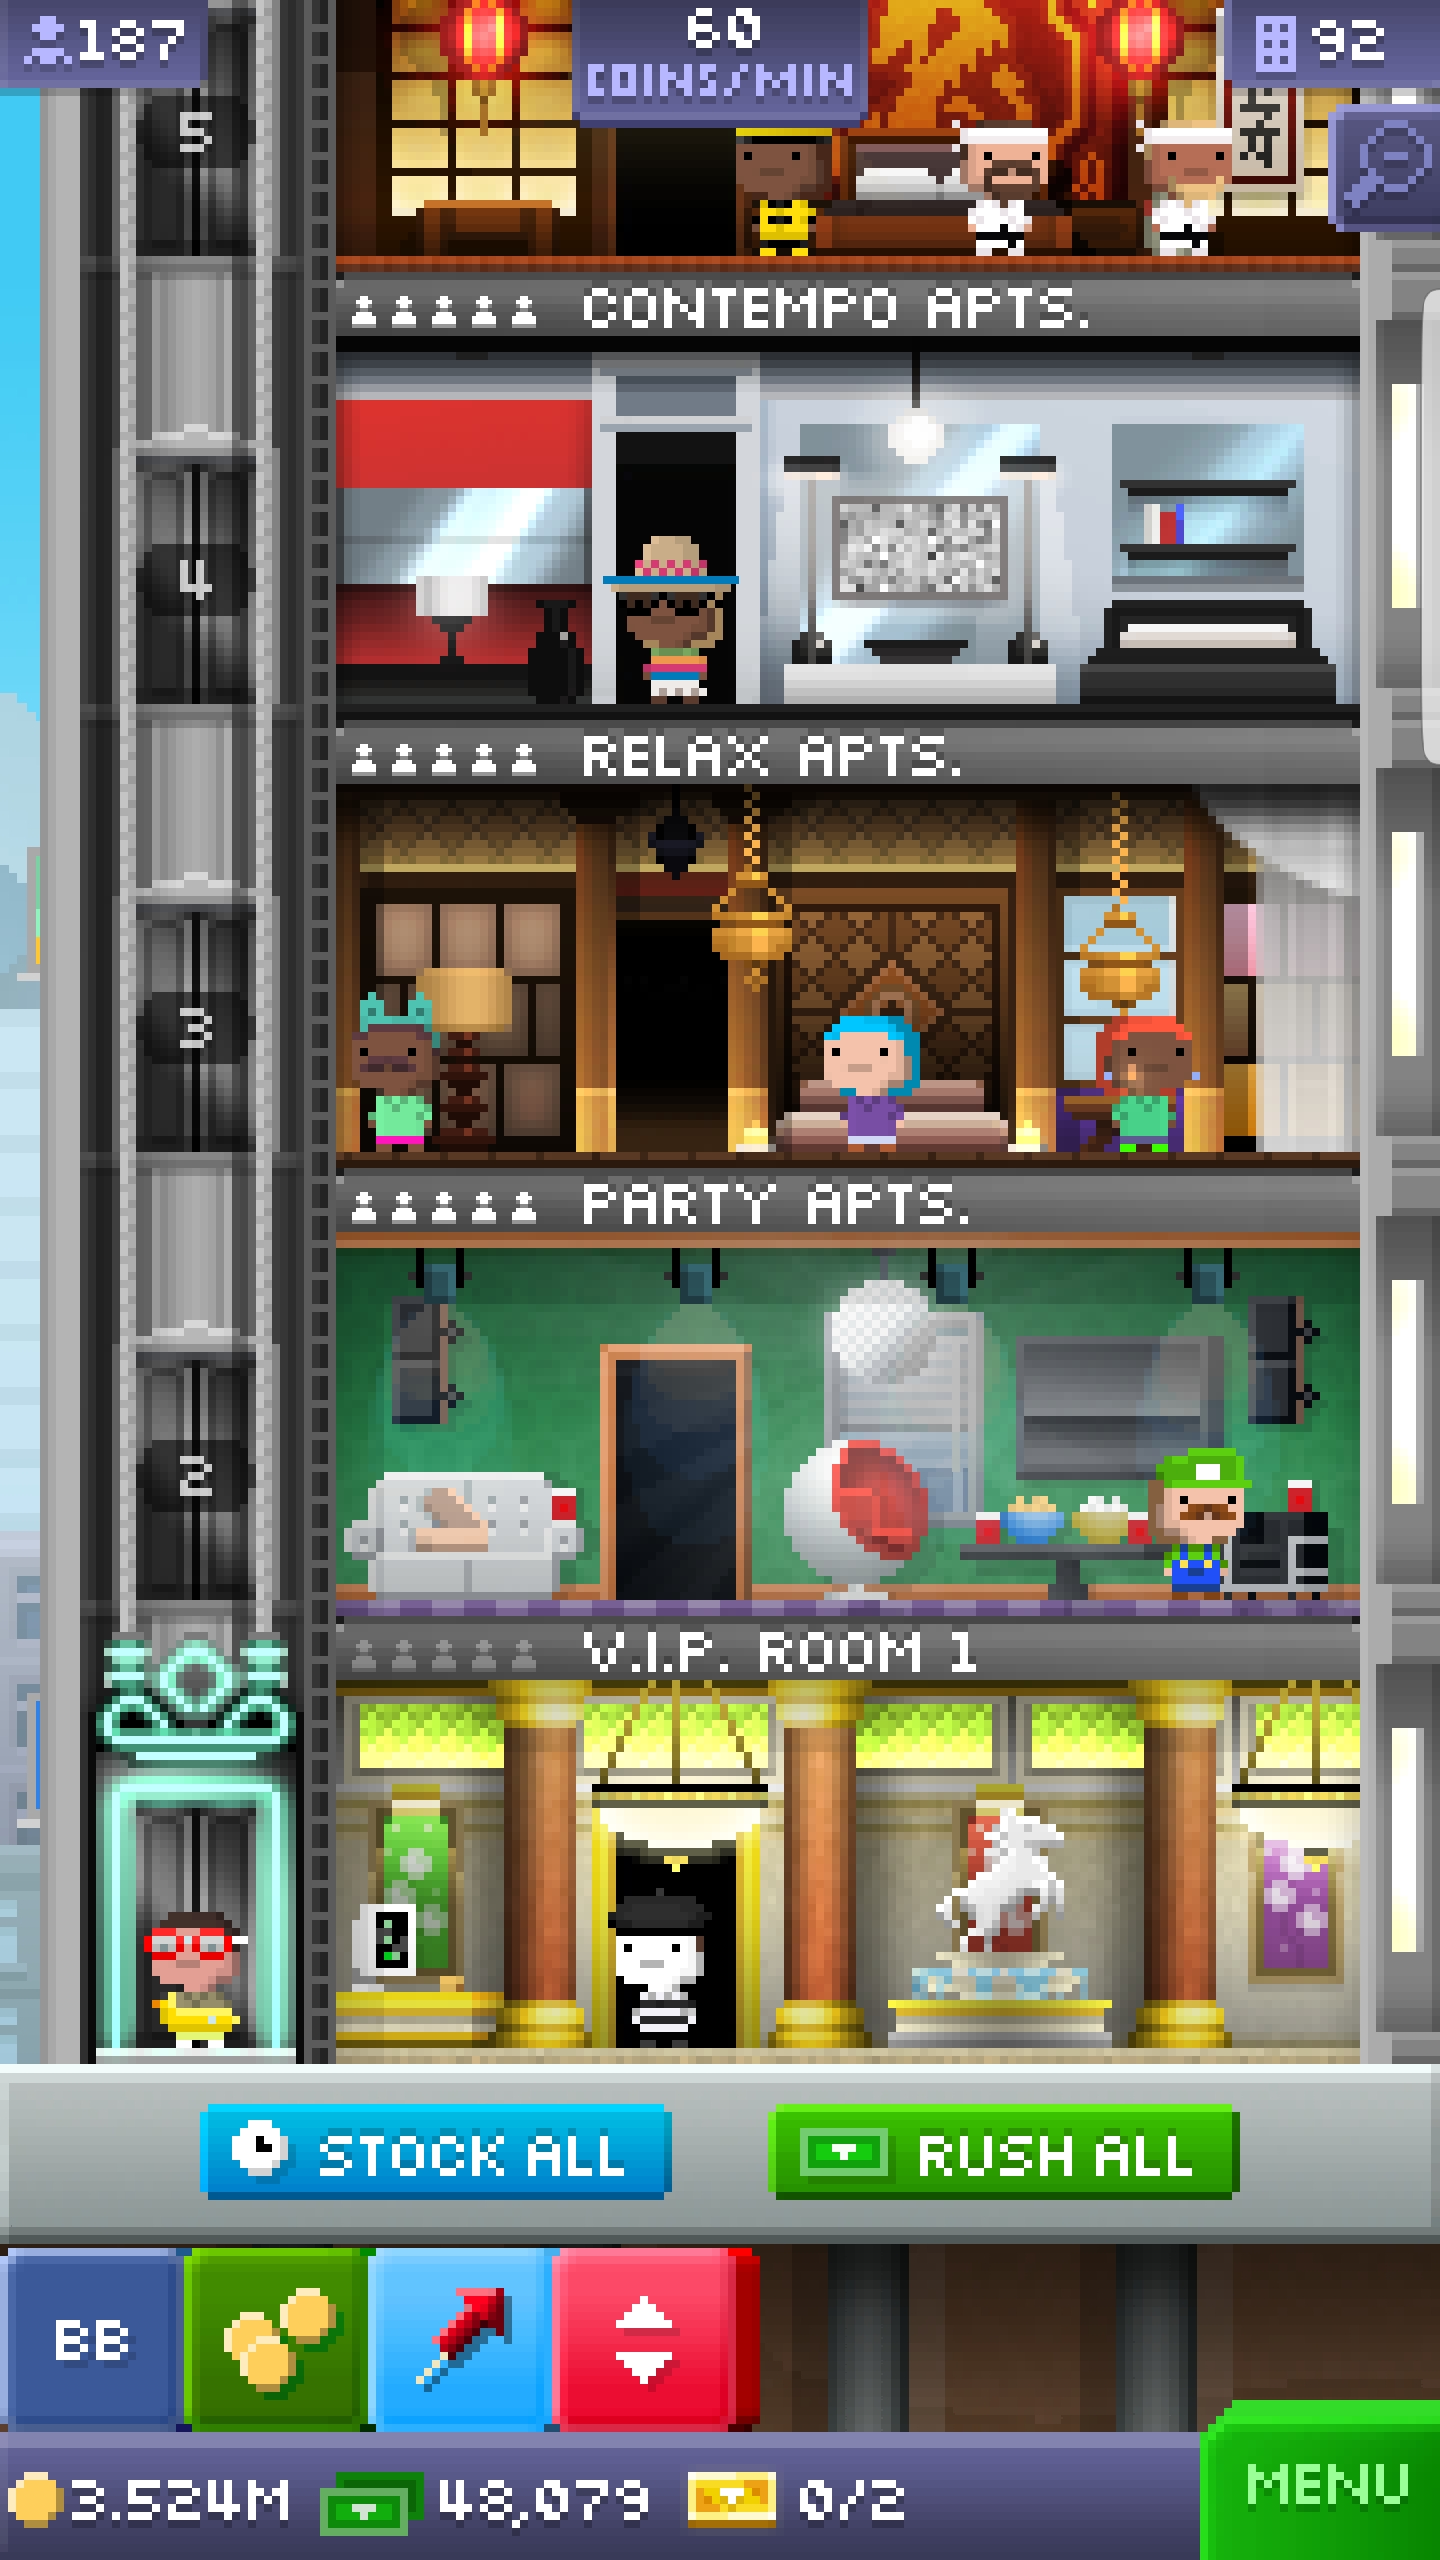 187
60
COINS/MIN
92
5
CONTEMPO APTS.
4
RELAX APTS.
3
PARTY APTS.
2
V.I.P. ROOM 1
STOCK ALL
RUSH ALL
BB
3.524M
48,079
0/2
MENU